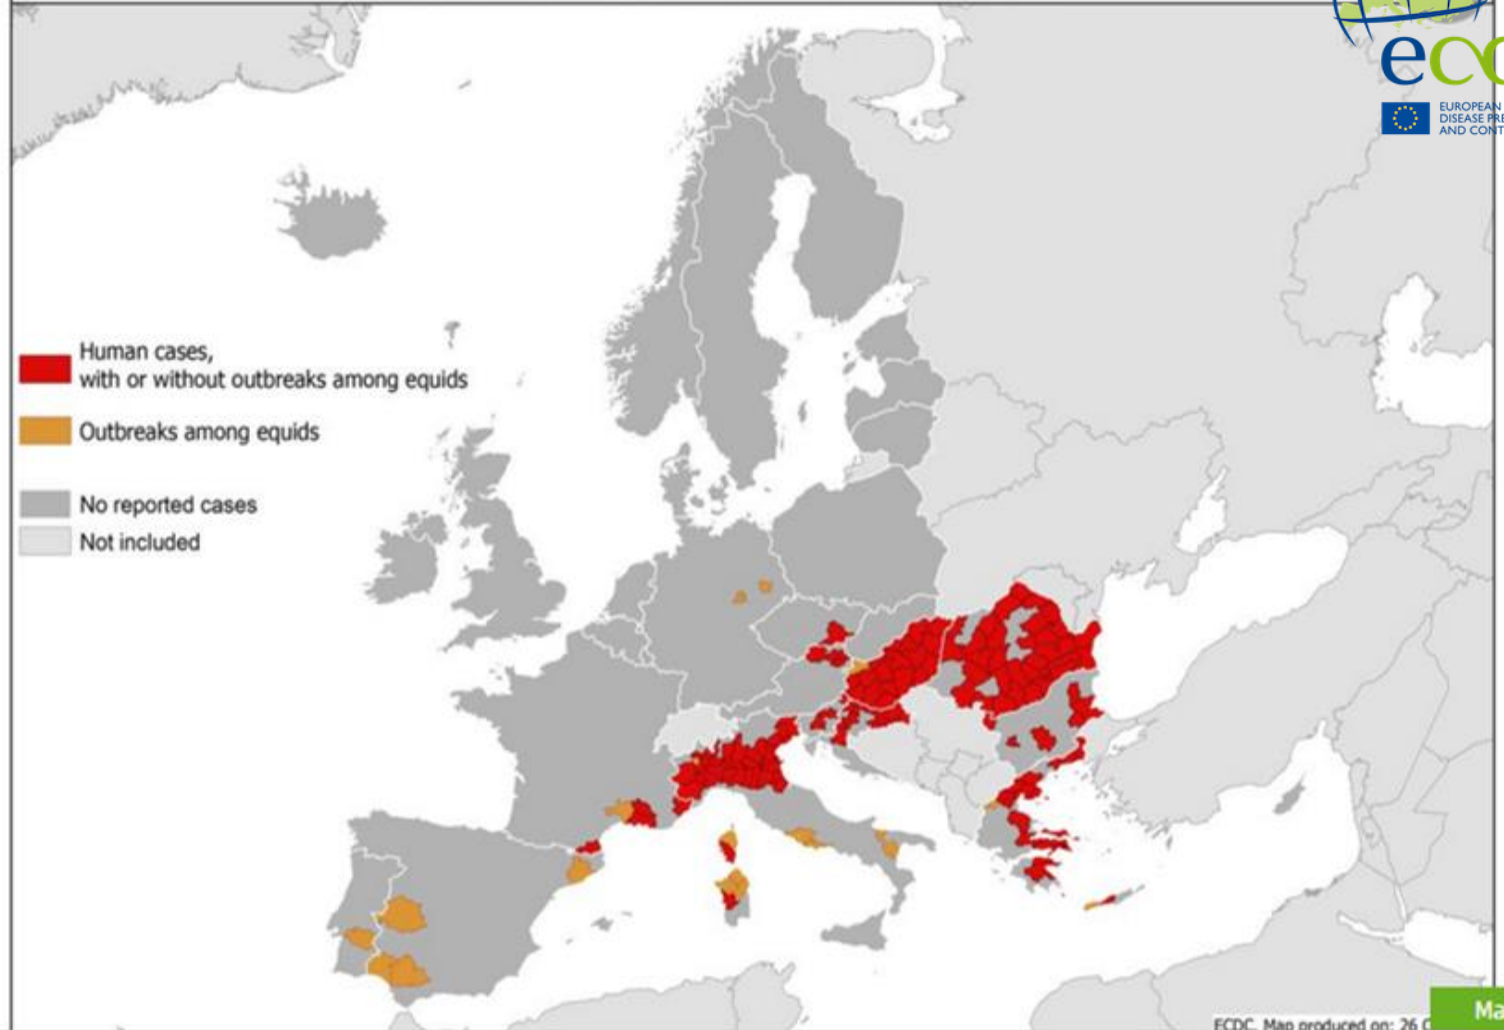 EUROPEAN
DISEASE
AND
Human cases,
with or without outbreaks among equids
Outbreaks among equids
No reported cases
Not included
ECDC. Map produced on: 26